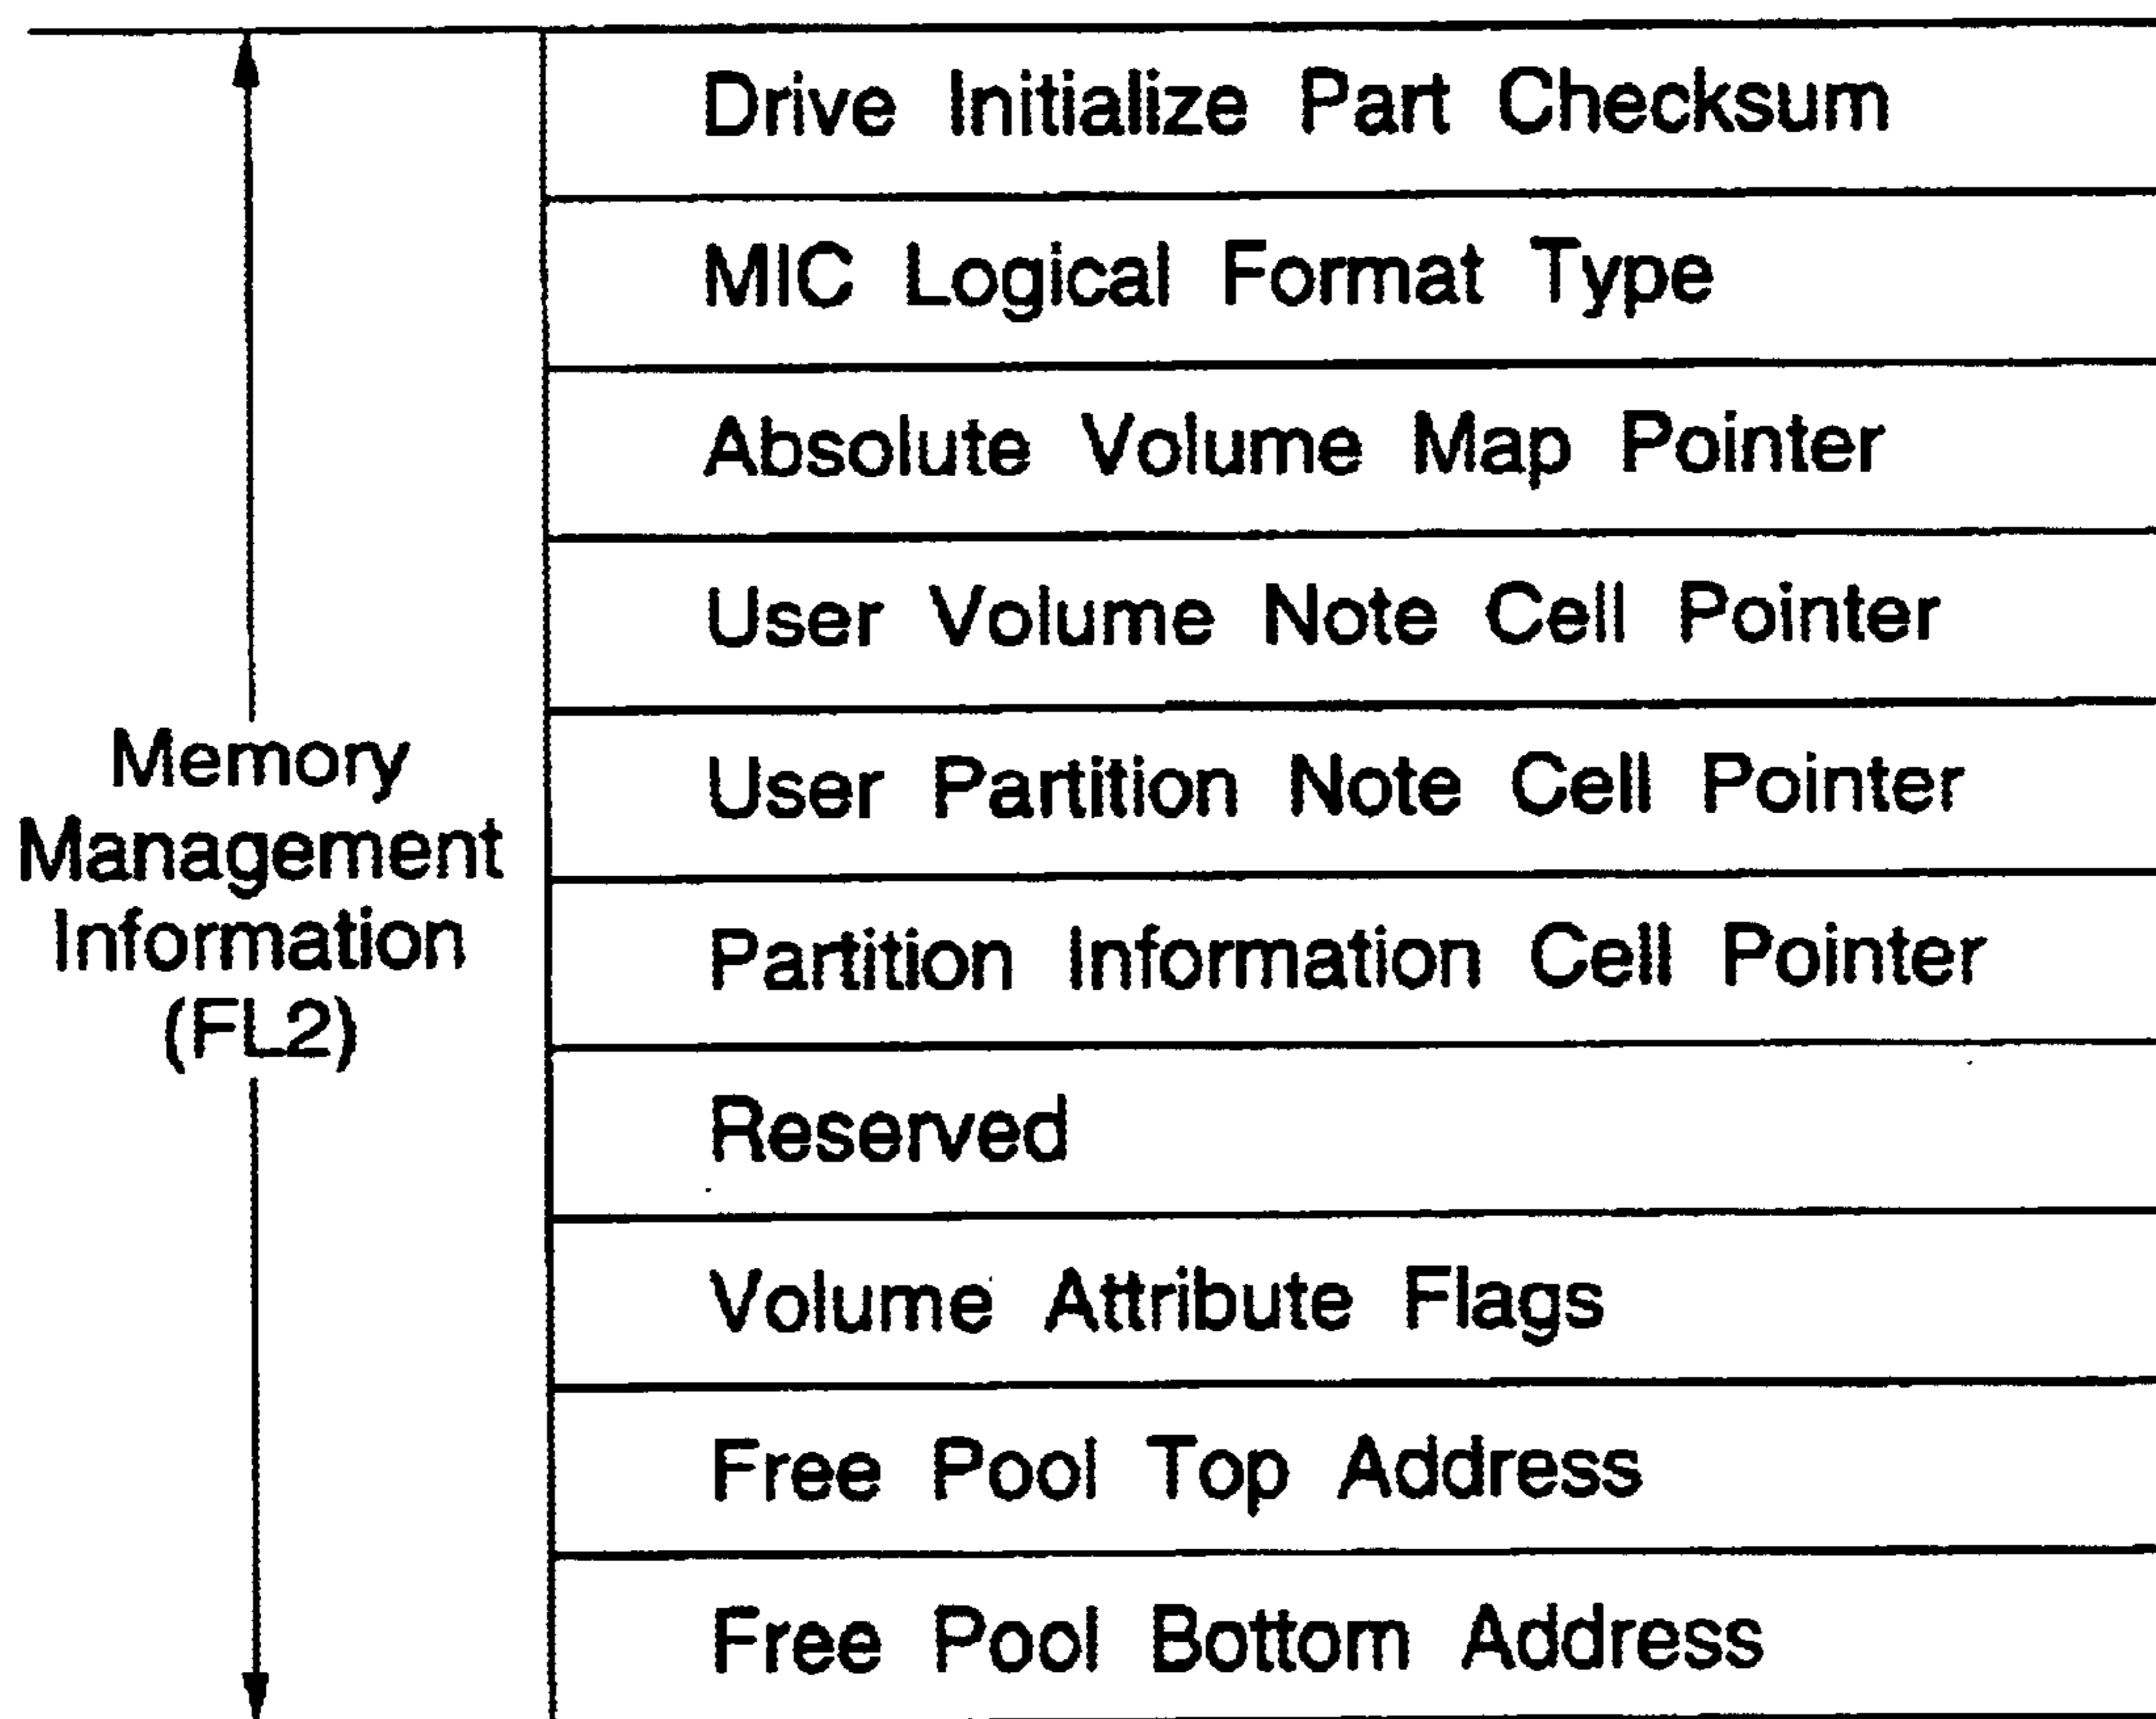 Drive Initialize Part Checksum
MIC Logical Format Type
Absolute Volume Map Pointer
User Volume Note Cell Pointer
User Partition Note Cell Pointer
Partition Information Cell Pointer
Reserved
Volume Attribute Flags
Free Pool Top Address
Free Pool Bottom Address
Memory
Management
Information
(FL2)